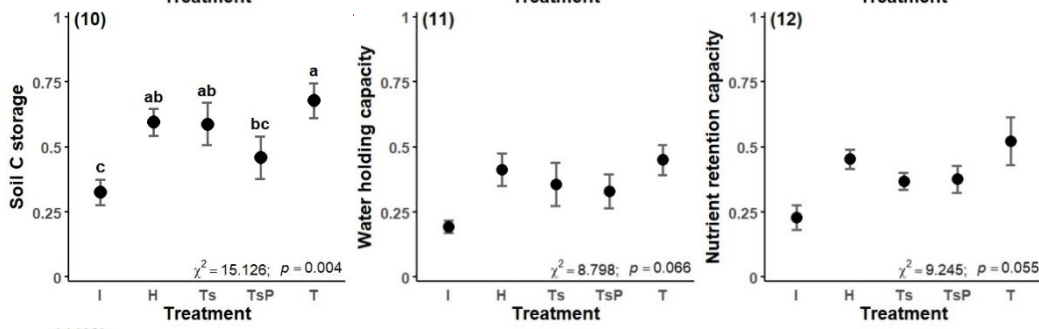 Treatment Treatment Treatment
(10)
Soil C storage
1
0.75
0.5
0.25
0
c
ab
ab
bc
a
χ² = 15.126; p = 0.004
I H Ts TsP T
Treatment
(11)
Water holding capacity
1
0.75
0.5
0.25
0
χ² = 8.798; p = 0.066
I H Ts TsP T
Treatment
(12)
Nutrient retention capacity
1
0.75
0.5
0.25
0
χ² = 9.245; p = 0.055
I H Ts TsP T
Treatment